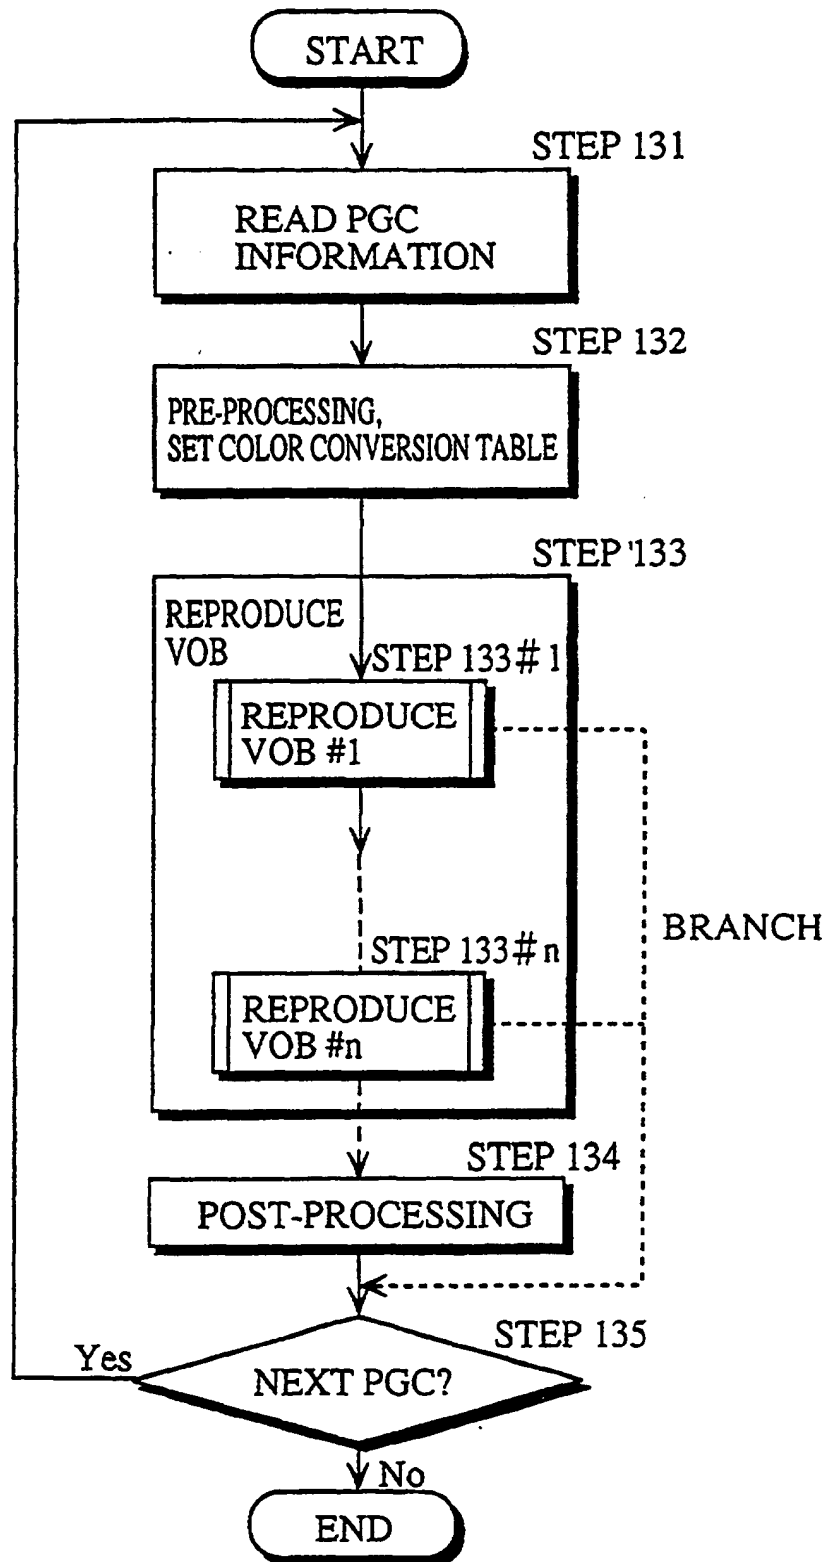 START
STEP 131
READ PGC
INFORMATION
STEP 132
PRE-PROCESSING,
SET COLOR CONVERSION TABLE
STEP 133
REPRODUCE
VOB
STEP 133#1
REPRODUCE
VOB #1
BRANCH
STEP 133#n
REPRODUCE
VOB #n
STEP 134
POST-PROCESSING
STEP 135
Yes
NEXT PGC?
No
END